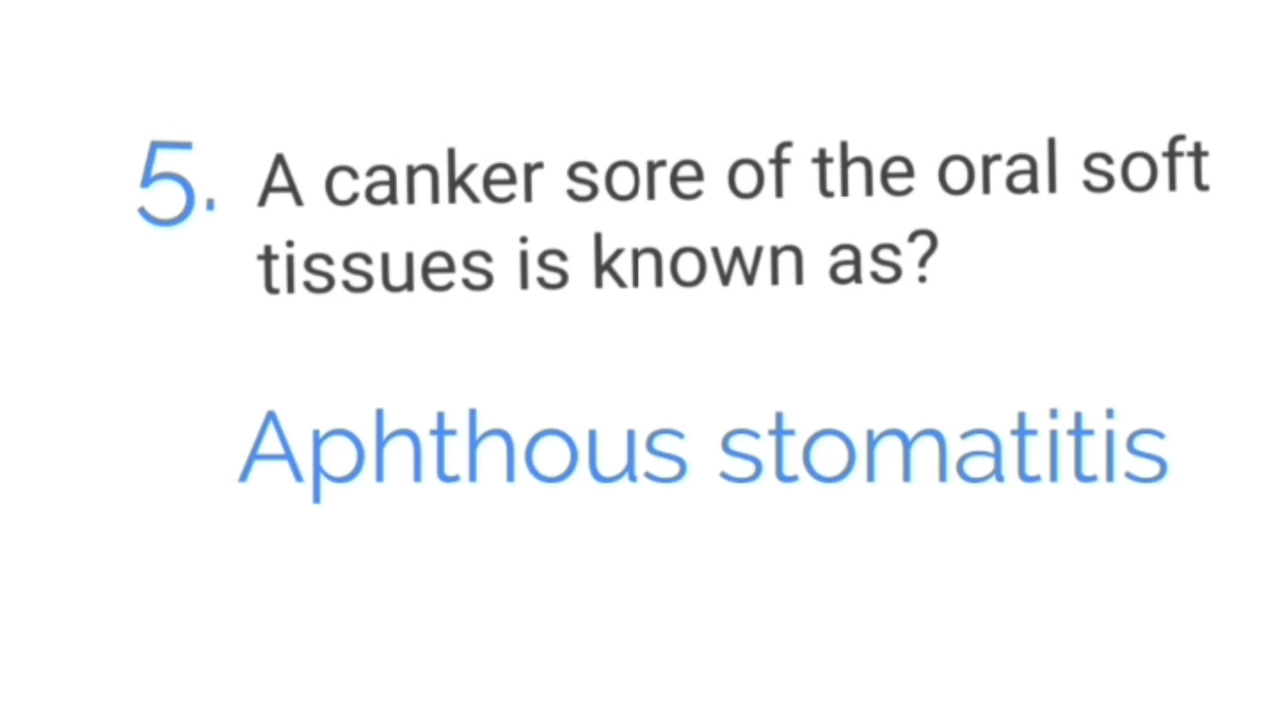 5. A canker sore of the oral soft
tissues is known as?
Aphthous stomatitis